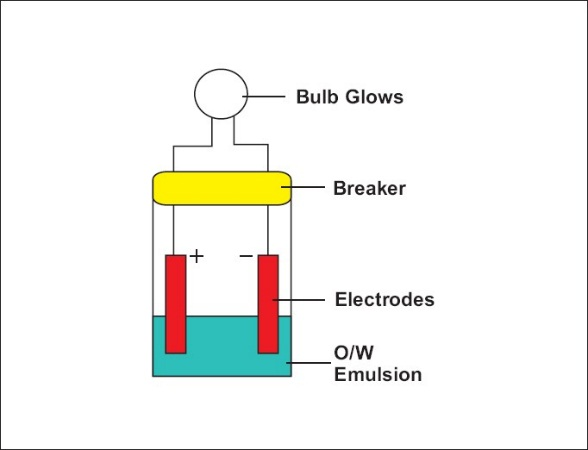 Bulb Glows
Breaker
+ −
Electrodes
O/W
Emulsion